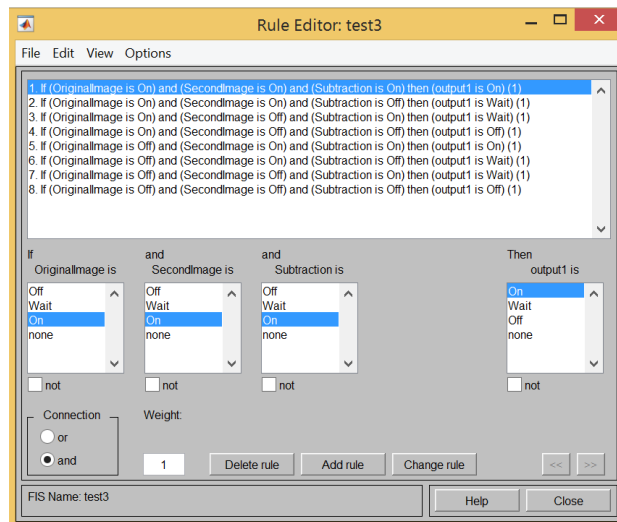 Rule Editor: test3
File Edit View Options
1. If (OriginalImage is On) and (SecondImage is On) and (Subtraction is On) then (output1 is On) (1)
2. If (OriginalImage is On) and (SecondImage is On) and (Subtraction is Off) then (output1 is Wait) (1)
3. If (OriginalImage is On) and (SecondImage is Off) and (Subtraction is On) then (output1 is Wait) (1)
4. If (OriginalImage is On) and (SecondImage is Off) and (Subtraction is Off) then (output1 is Off) (1)
5. If (OriginalImage is Off) and (SecondImage is On) and (Subtraction is On) then (output1 is On) (1)
6. If (OriginalImage is Off) and (SecondImage is On) and (Subtraction is Off) then (output1 is Wait) (1)
7. If (OriginalImage is Off) and (SecondImage is Off) and (Subtraction is On) then (output1 is Wait) (1)
8. If (OriginalImage is Off) and (SecondImage is Off) and (Subtraction is Off) then (output1 is Off) (1)
If and and Then
OriginalImage is SecondImage is Subtraction is output1 is
Off Off Off On
Wait Wait Wait Wait
On On On Off
none none none none
not not not not
Connection Weight:
or
and 1 Delete rule Add rule Change rule << >>
FIS Name: test3 Help Close